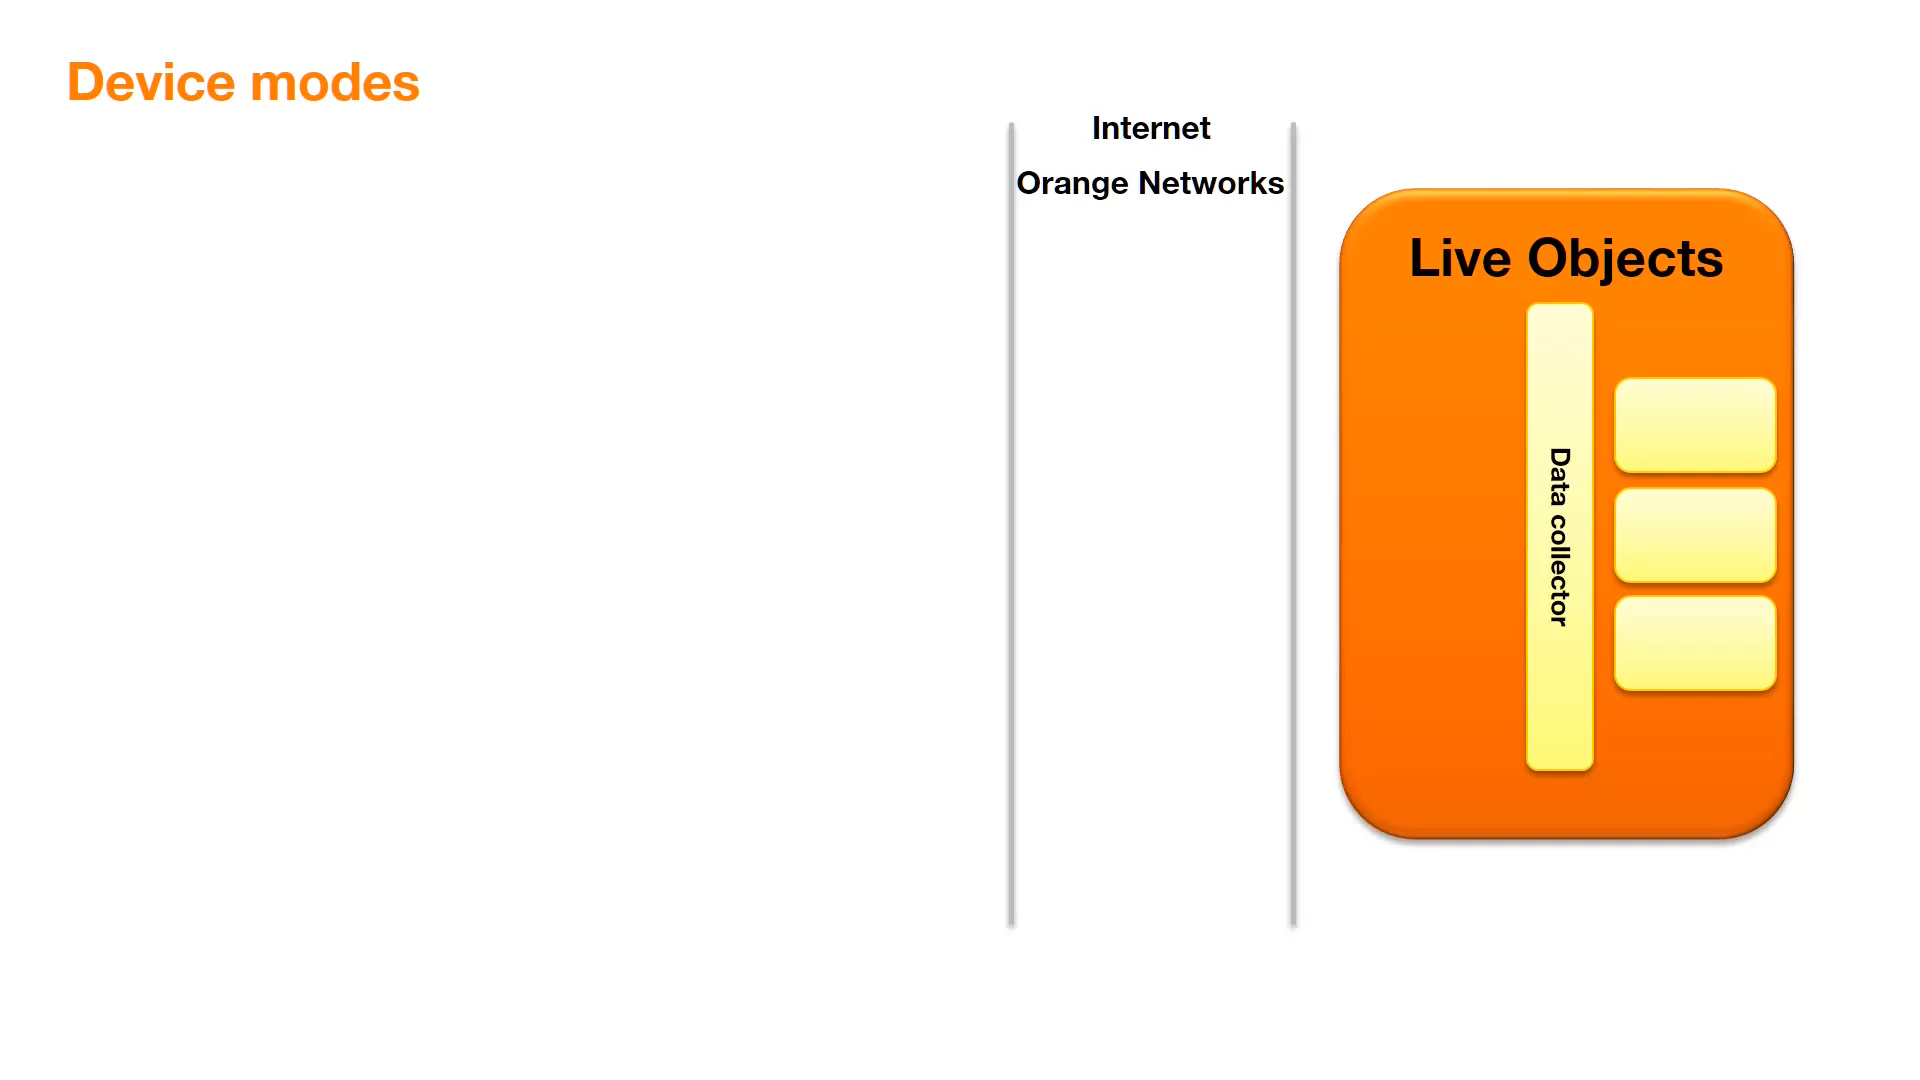 Device modes
Internet
Orange Networks
Live Objects
Data collector